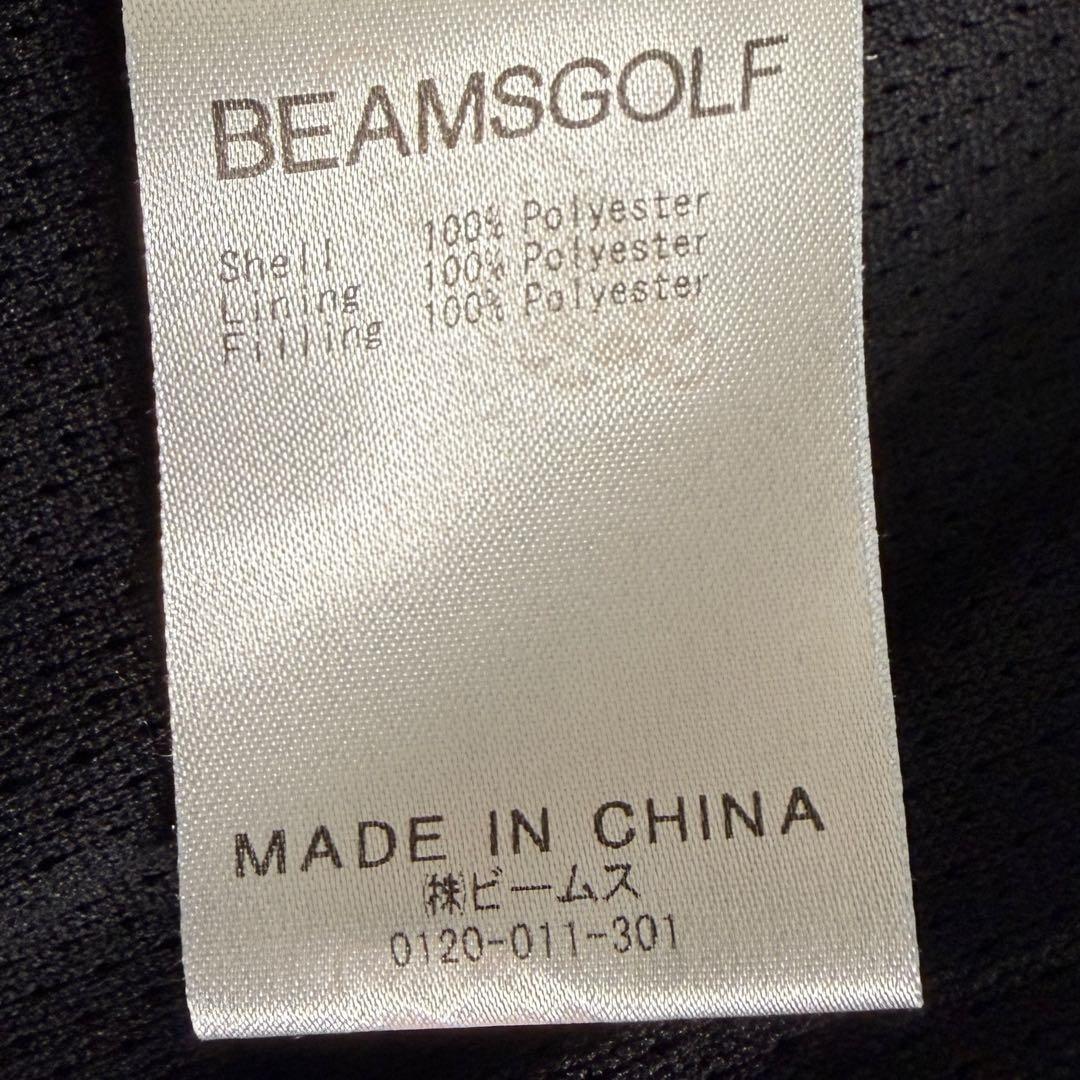 BEAMSGOLF
Shell 100% Polyester
Lining 100% Polyester
Filling 100% Polyester
MADE IN CHINA
㈱ビームス
0120-011-301